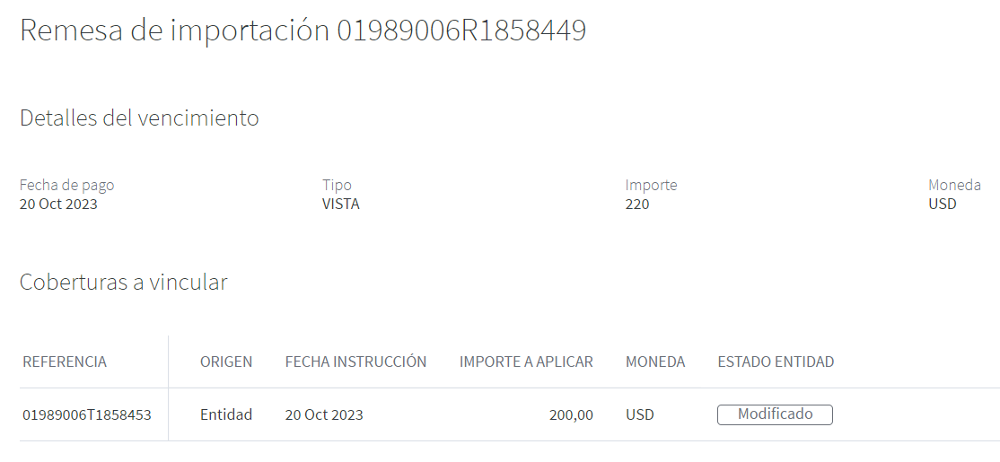 Remesa de importación 01989006R1858449
Detalles del vencimiento
Fecha de pago Tipo Importe Moneda
20 Oct 2023 VISTA 220 USD
Coberturas a vincular
REFERENCIA ORIGEN FECHA INSTRUCCIÓN IMPORTE A APLICAR MONEDA ESTADO ENTIDAD
01989006T1858453 Entidad 20 Oct 2023 200,00 USD Modificado